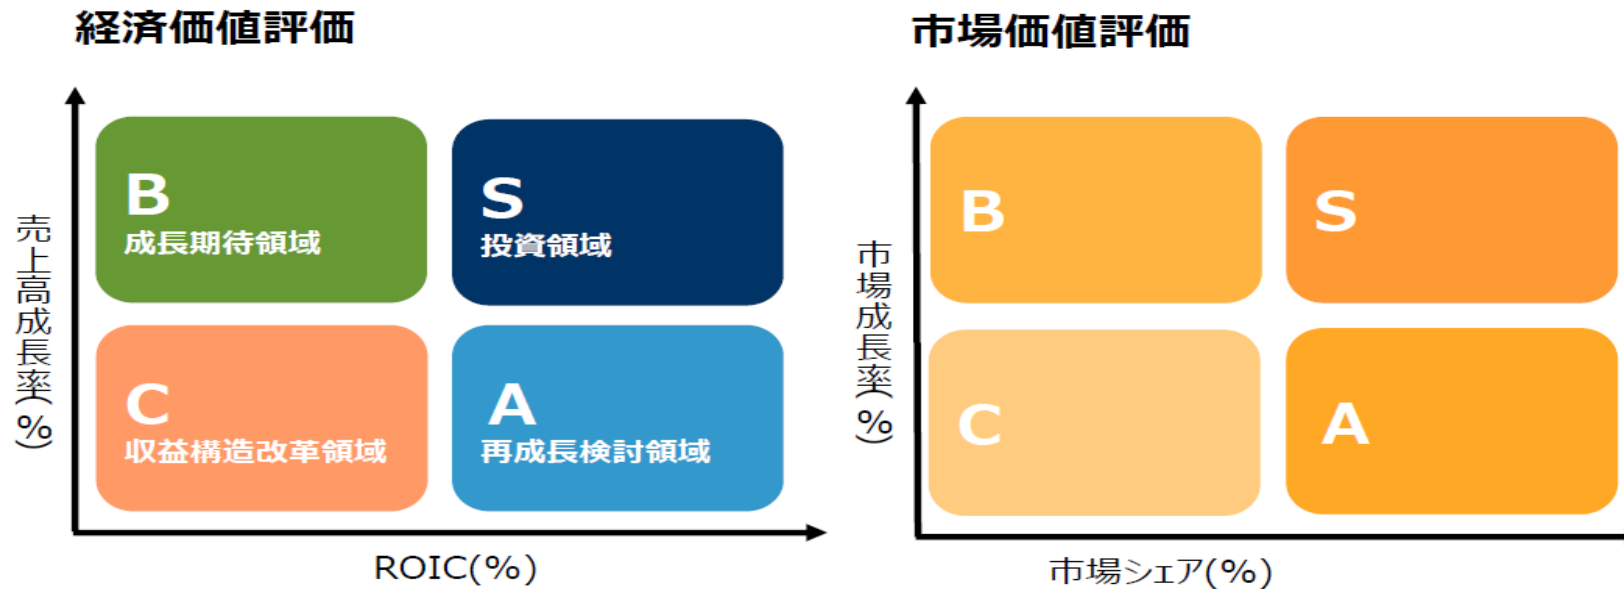 経済価値評価
売上高成長率(%)
B
成長期待領域
S
投資領域
C
収益構造改革領域
A
再成長検討領域
ROIC(%)
市場価値評価
市場成長率(%)
B
S
C
A
市場シェア(%)